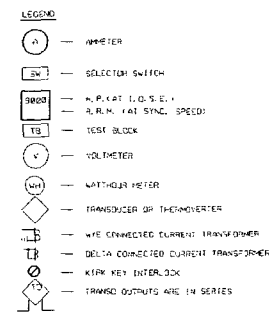 LEGEND
A — AMMETER
SW — SELECTOR SWITCH
9000 — H.P. (AT I.O.S.E.)
— R.P.M. (AT SYNC. SPEED)
TB — TEST BLOCK
V — VOLTMETER
WH — WATTHOUR METER
— TRANSDUCER OR THERMOVERTER
— WYE CONNECTED CURRENT TRANSFORMER
— DELTA CONNECTED CURRENT TRANSFORMER
— KIRK KEY INTERLOCK
TD — TRANSD OUTPUTS ARE IN SERIES